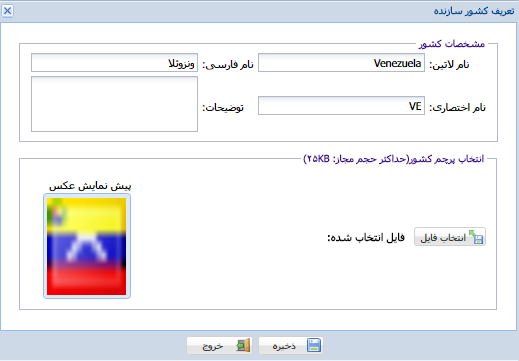 تعریف کشور سازنده
مشخصات کشور
نام لاتین: Venezuela نام فارسی: ونزوئلا
نام اختصاری: VE توضیحات:
انتخاب پرچم کشور(حداکثر حجم مجاز: ۲۵KB)
پیش نمایش عکس
انتخاب فایل فایل انتخاب شده:
ذخیره خروج